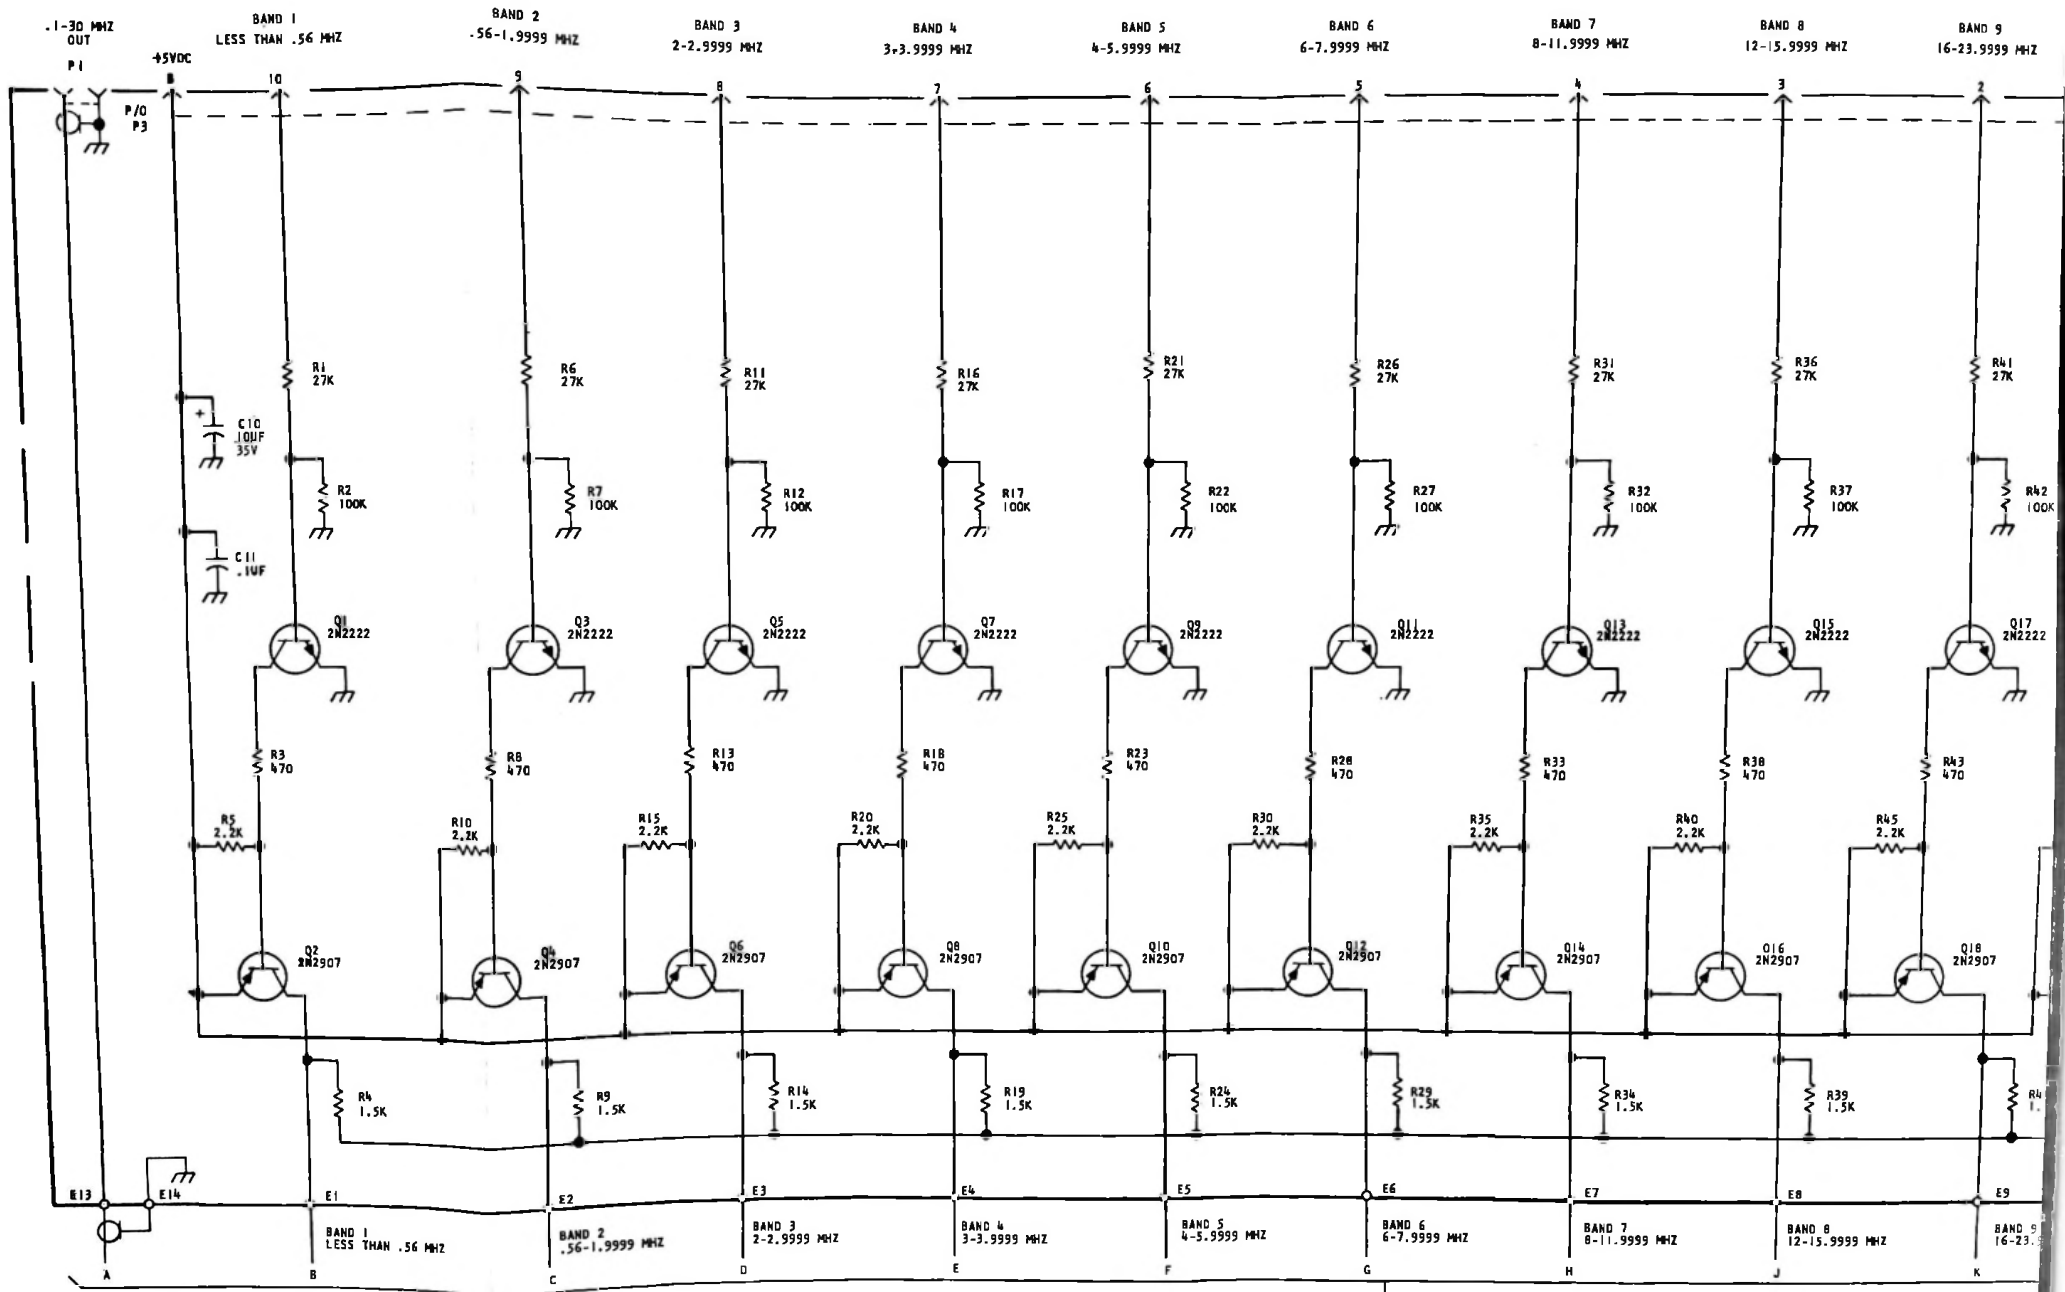 .1-30 MHZ
OUT
P1
+5VDC
B
P/O
P3
BAND 1
LESS THAN .56 MHZ
10
BAND 2
.56-1.9999 MHZ
9
BAND 3
2-2.9999 MHZ
8
BAND 4
3-3.9999 MHZ
7
BAND 5
4-5.9999 MHZ
6
BAND 6
6-7.9999 MHZ
5
BAND 7
8-11.9999 MHZ
4
BAND 8
12-15.9999 MHZ
3
BAND 9
16-23.9999 MHZ
2
R1
27K
R6
27K
R11
27K
R16
27K
R21
27K
R26
27K
R31
27K
R36
27K
R41
27K
+
C10
10UF
35V
R2
100K
R7
100K
R12
100K
R17
100K
R22
100K
R27
100K
R32
100K
R37
100K
R42
100K
C11
.1UF
Q1
2N2222
Q3
2N2222
Q5
2N2222
Q7
2N2222
Q9
2N2222
Q11
2N2222
Q13
2N2222
Q15
2N2222
Q17
2N2222
R3
470
R8
470
R13
470
R18
470
R23
470
R28
470
R33
470
R38
470
R43
470
R5
2.2K
R10
2.2K
R15
2.2K
R20
2.2K
R25
2.2K
R30
2.2K
R35
2.2K
R40
2.2K
R45
2.2K
Q2
2N2907
Q4
2N2907
Q6
2N2907
Q8
2N2907
Q10
2N2907
Q12
2N2907
Q14
2N2907
Q16
2N2907
Q18
2N2907
R4
1.5K
R9
1.5K
R14
1.5K
R19
1.5K
R24
1.5K
R29
1.5K
R34
1.5K
R39
1.5K
R4
1.
E13
E14
E1
E2
E3
E4
E5
E6
E7
E8
E9
BAND 1
LESS THAN .56 MHZ
BAND 2
.56-1.9999 MHZ
BAND 3
2-2.9999 MHZ
BAND 4
3-3.9999 MHZ
BAND 5
4-5.9999 MHZ
BAND 6
6-7.9999 MHZ
BAND 7
8-11.9999 MHZ
BAND 8
12-15.9999 MHZ
BAND 9
16-23.
A
B
C
D
E
F
G
H
J
K